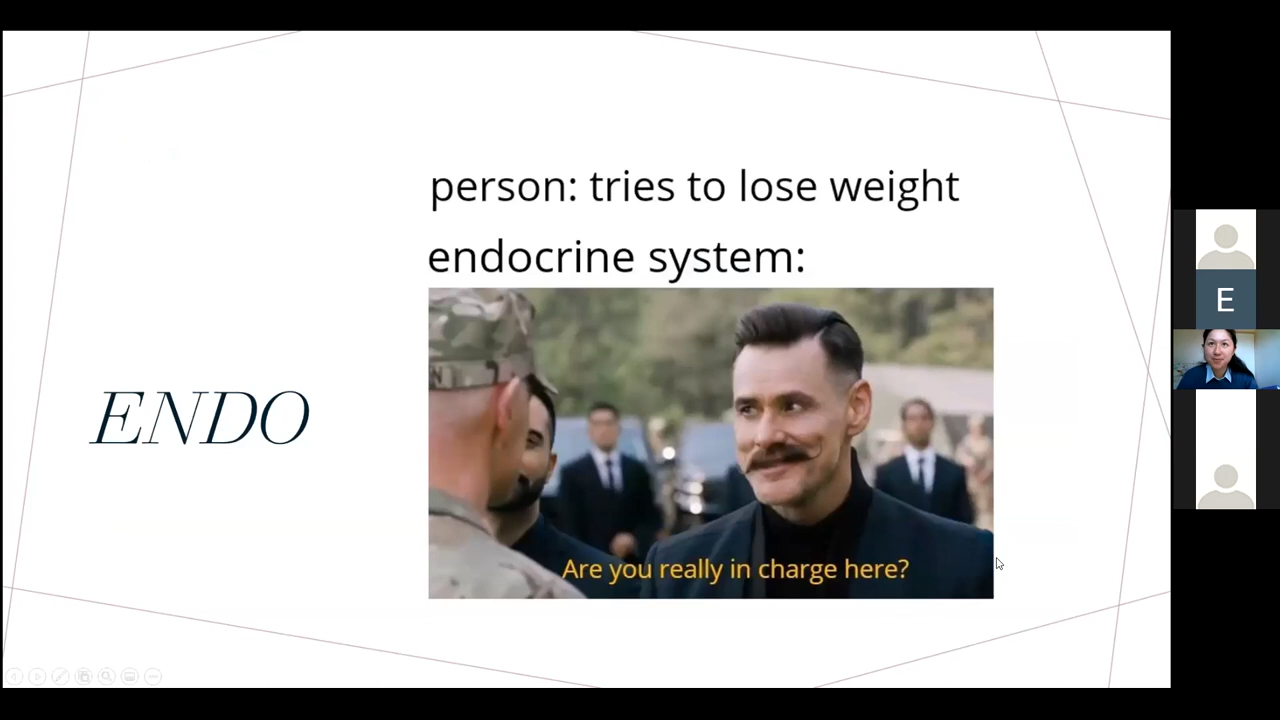 person: tries to lose weight
endocrine system:
ENDO
Are you really in charge here?
E